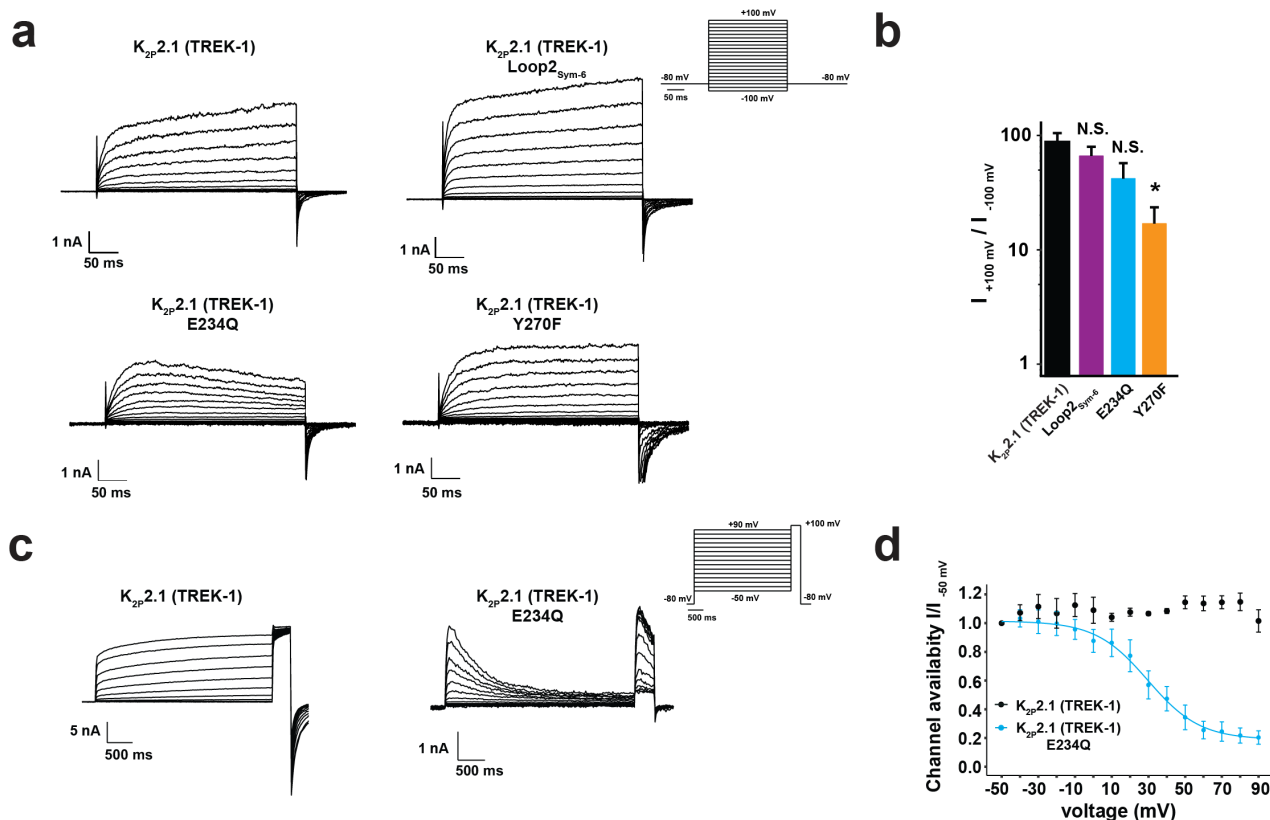 a
K2P2.1 (TREK-1)
K2P2.1 (TREK-1)
Loop2Sym-6
+100 mV
-80 mV
-80 mV
50 ms
-100 mV
1 nA
50 ms
1 nA
50 ms
K2P2.1 (TREK-1)
E234Q
K2P2.1 (TREK-1)
Y270F
1 nA
50 ms
1 nA
50 ms
b
I +100 mV / I -100 mV
100
10
1
N.S.
N.S.
*
K2P2.1 (TREK-1)
Loop2Sym-6
E234Q
Y270F
c
K2P2.1 (TREK-1)
K2P2.1 (TREK-1)
E234Q
+90 mV
+100 mV
-80 mV
-50 mV
-80 mV
500 ms
5 nA
500 ms
1 nA
500 ms
d
Channel availabity I/I -50 mV
1.2
1.0
0.8
0.6
0.4
0.2
0.0
K2P2.1 (TREK-1)
K2P2.1 (TREK-1)
E234Q
-50 -30 -10 10 30 50 70 90
voltage (mV)